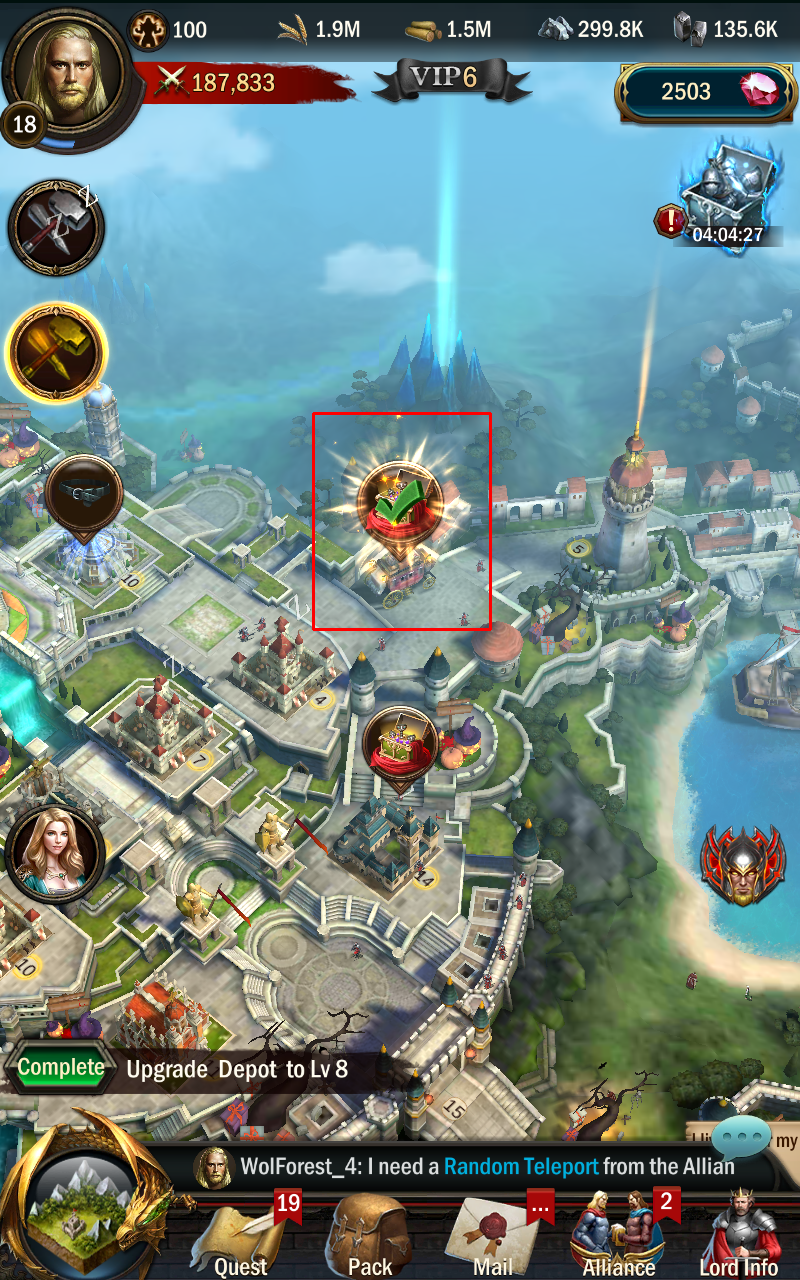 100
1.9M
1.5M
299.8K
135.6K
187,833
VIP6
2503
18
!
04:04:27
10
5
4
7
14
10
Complete
Upgrade Depot to Lv 8
15
my
WolForest_4: I need a Random Teleport from the Allian
19
...
2
Quest
Pack
Mail
Alliance
Lord Info